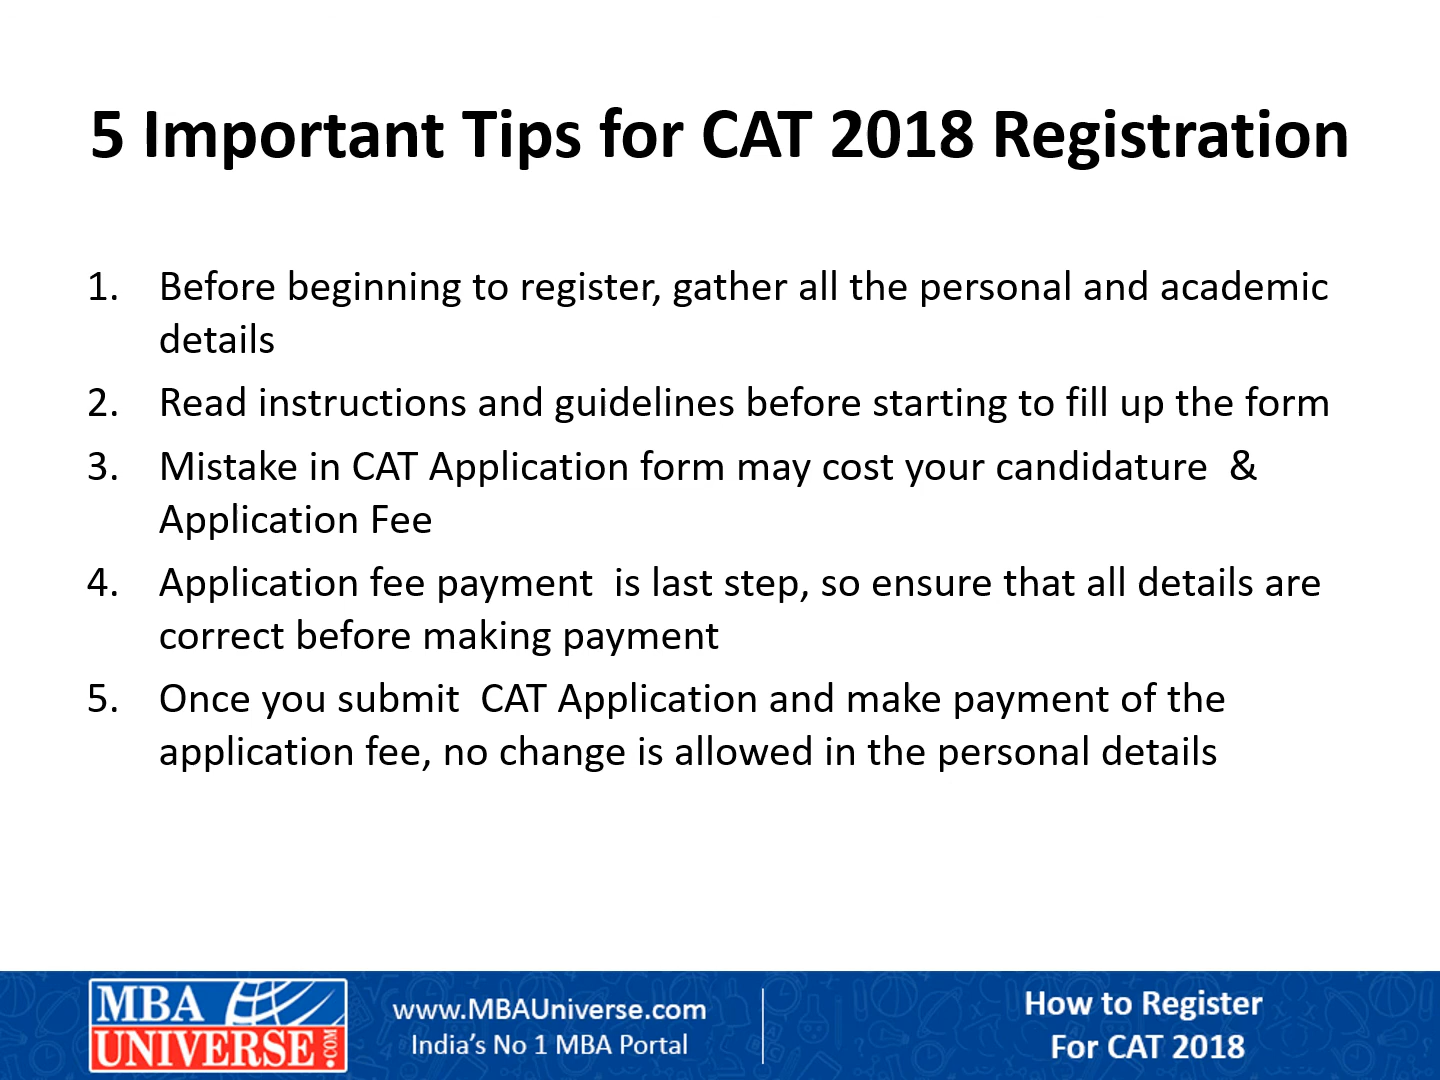 5 Important Tips for CAT 2018 Registration
1. Before beginning to register, gather all the personal and academic
details
2. Read instructions and guidelines before starting to fill up the form
3. Mistake in CAT Application form may cost your candidature  &
Application Fee
4. Application fee payment  is last step, so ensure that all details are
correct before making payment
5. Once you submit  CAT Application and make payment of the
application fee, no change is allowed in the personal details
MBA
UNIVERSE.COM
www.MBAUniverse.com
India's No 1 MBA Portal
How to Register
For CAT 2018